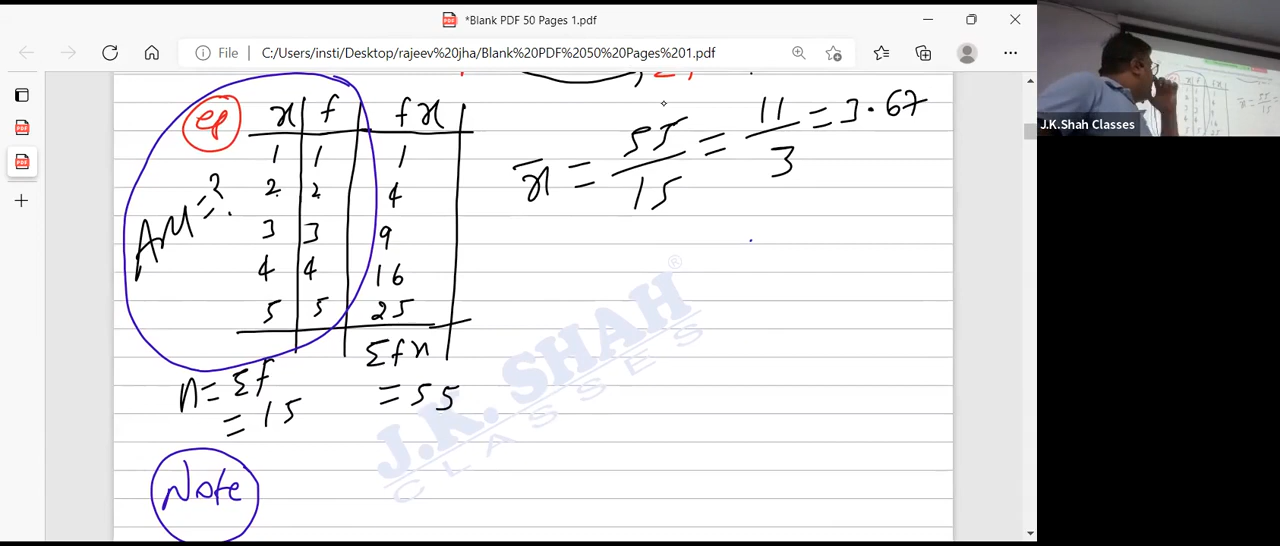 *Blank PDF 50 Pages 1.pdf
File C:/Users/insti/Desktop/rajeev%20jha/Blank%20PDF%2050%20Pages%201.pdf
J.K.Shah Classes
eg
x f fx
1 1 1
2 2 4
3 3 9
4 4 16
5 5 25
AM = ?
n = Σf
= 15
Σfx
= 55
x̄ = 55/15 = 11/3 = 3.67
Note
J.K. SHAH®
CLASSES